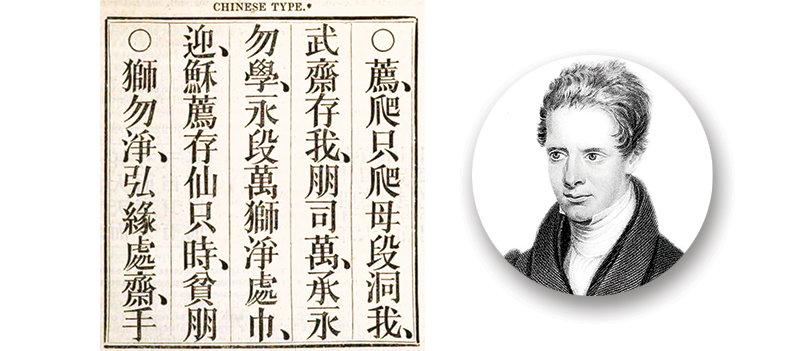 CHINESE TYPE.*
○薦、爬只爬母段洞我、
武齋存我、朋司萬、承永
勿學、永段萬獅淨處巾、
迎、穌薦存仙只時、貧朋
○獅勿淨、弘緣處齋、手